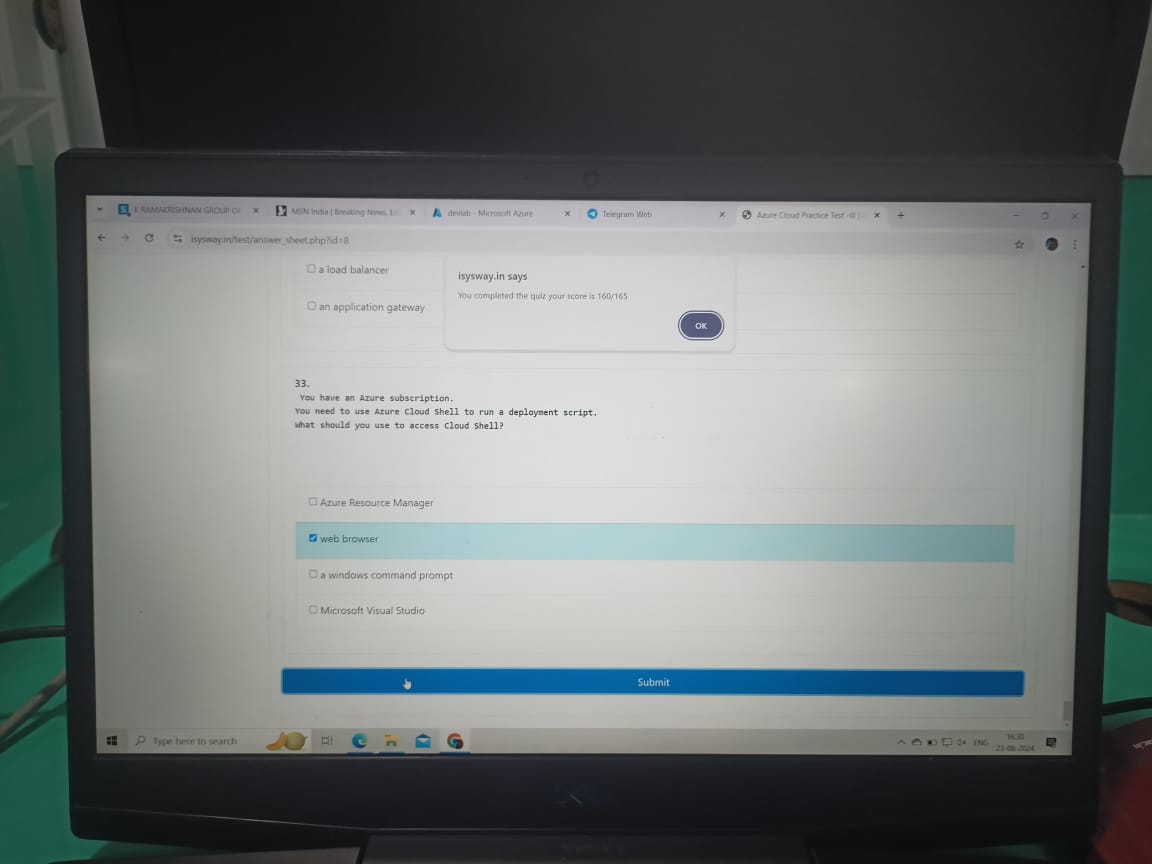 K RAMAKRISHNAN GROUP OF
MSN India | Breaking News, E
devlab - Microsoft Azure
Telegram Web
Azure Cloud Practice Test -III |
isysway.in/test/answer_sheet.php?id=8
a load balancer
an application gateway
isysway.in says
You completed the quiz your score is 160/165
OK
33.
You have an Azure subscription.
You need to use Azure Cloud Shell to run a deployment script.
What should you use to access Cloud Shell?
Azure Resource Manager
web browser
a windows command prompt
Microsoft Visual Studio
Submit
Type here to search
ENG
16:30
23-08-2024